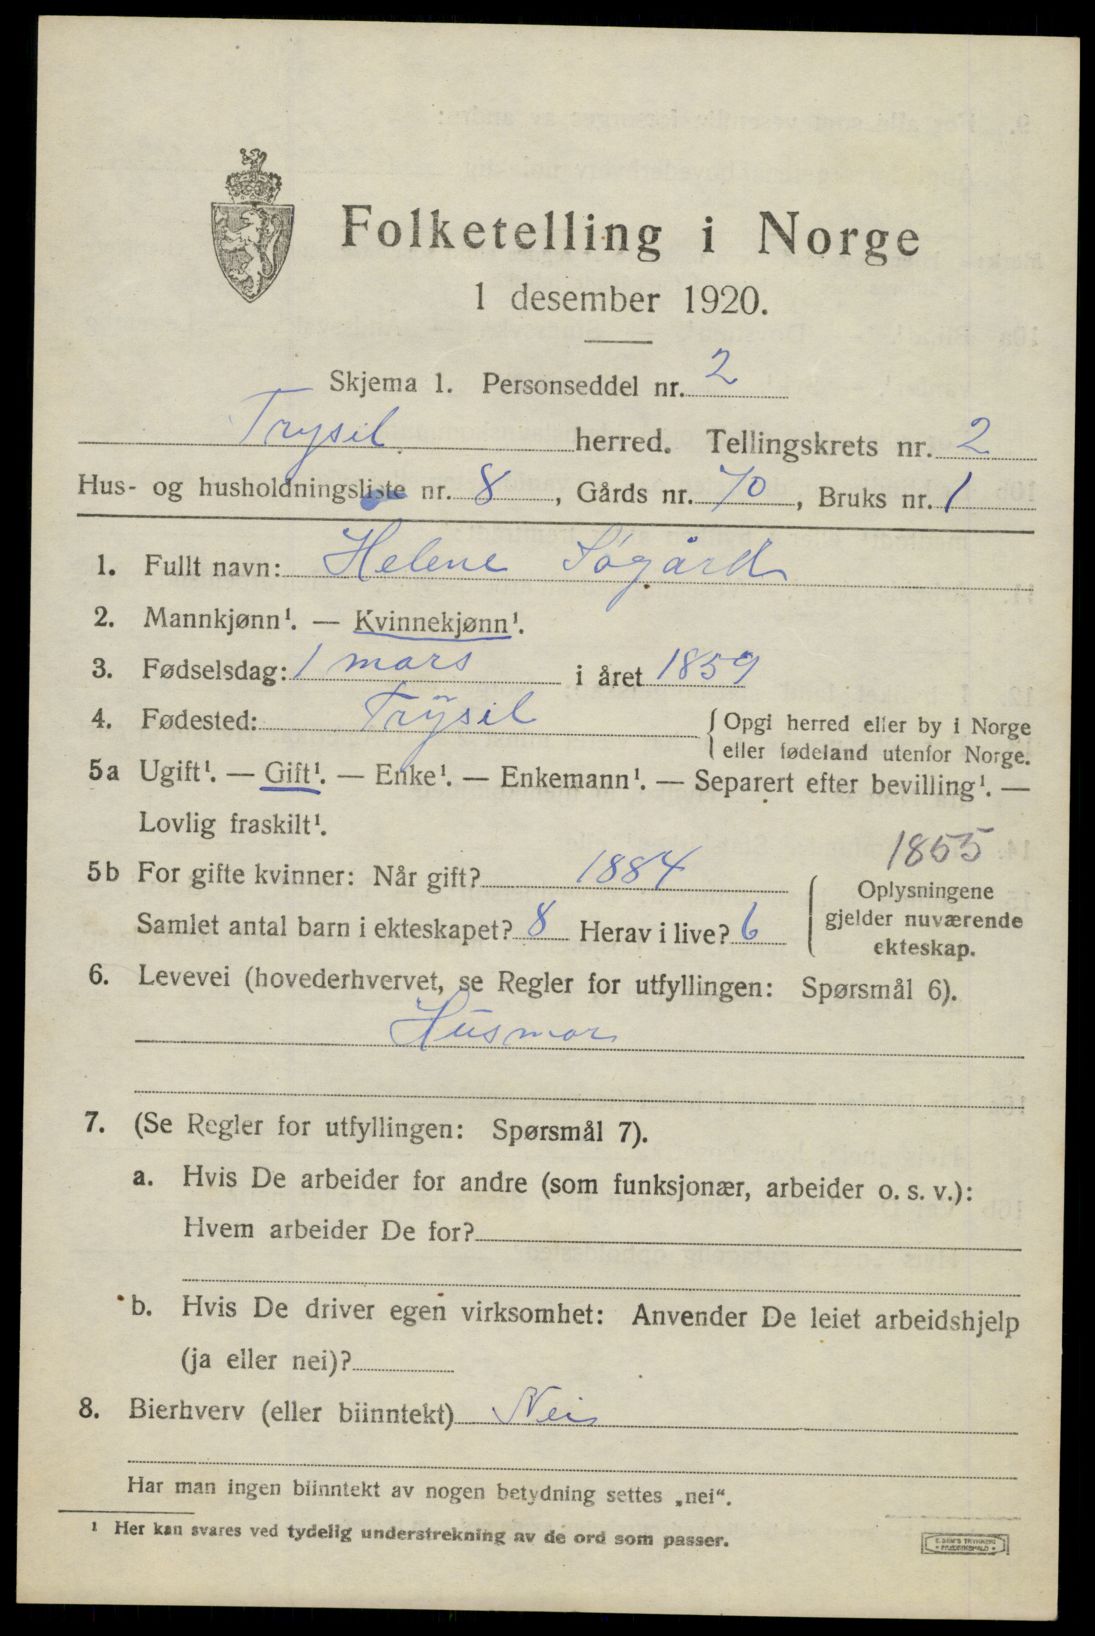 Folketelling i Norge
1 desember 1920.
Skjema 1. Personseddel nr. 2
Trysil herred. Tellingskrets nr. 2
Hus- og husholdningsliste nr. 8, Gårds nr. 70, Bruks nr. 1
1. Fullt navn: Helene Søgård
2. Mannkjønn¹. — Kvinnekjønn¹.
3. Fødselsdag: 1 mars i året 1859
4. Fødested: Trysil { Opgi herred eller by i Norge
eller fødeland utenfor Norge.
5a Ugift¹. — Gift¹. — Enke¹. — Enkemann¹. — Separert efter bevilling¹. —
Lovlig fraskilt¹.
1855
5b For gifte kvinner: Når gift? 1884
Samlet antal barn i ekteskapet? 8 Herav i live? 6
Oplysningene
gjelder nuværende
ekteskap.
6. Levevei (hovederhvervet, se Regler for utfyllingen: Spørsmål 6).
Husmor
7. (Se Regler for utfyllingen: Spørsmål 7).
a. Hvis De arbeider for andre (som funksjonær, arbeider o. s. v.):
Hvem arbeider De for?
b. Hvis De driver egen virksomhet: Anvender De leiet arbeidshjelp
(ja eller nei)?
8. Bierhverv (eller biinntekt) Nei
Har man ingen biinntekt av nogen betydning settes „nei“.
¹ Her kan svares ved tydelig understrekning av de ord som passer.